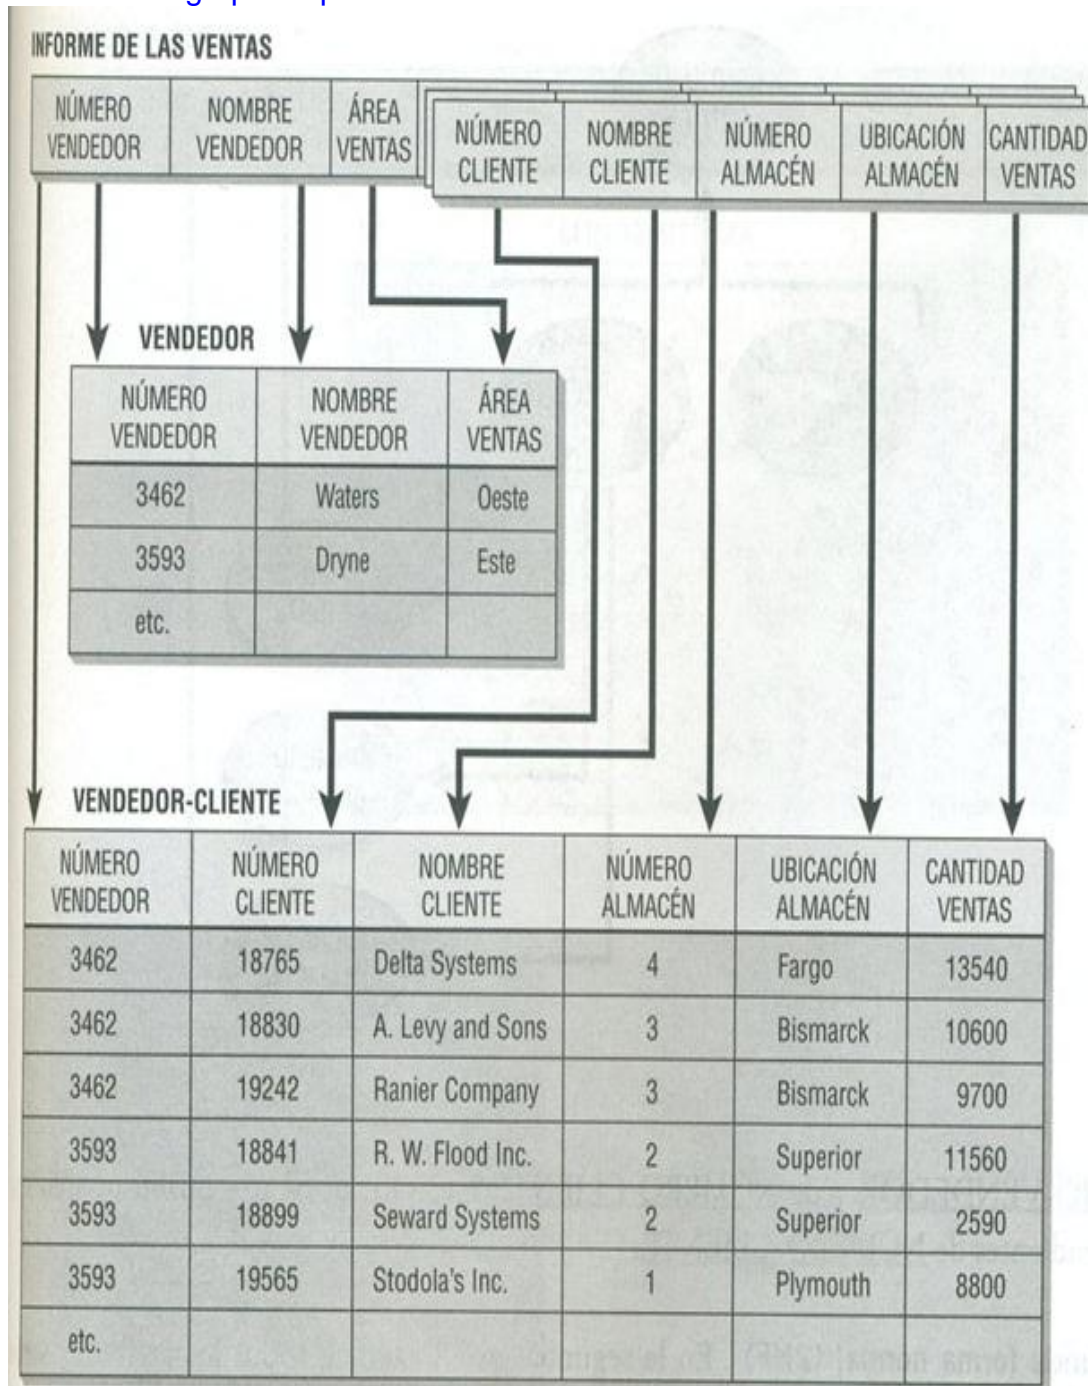 INFORME DE LAS VENTAS
NÚMERO VENDEDOR NOMBRE VENDEDOR ÁREA VENTAS NÚMERO CLIENTE NOMBRE CLIENTE NÚMERO ALMACÉN UBICACIÓN ALMACÉN CANTIDAD VENTAS
VENDEDOR
NÚMERO VENDEDOR NOMBRE VENDEDOR ÁREA VENTAS
3462 Waters Oeste
3593 Dryne Este
etc.
VENDEDOR-CLIENTE
NÚMERO VENDEDOR NÚMERO CLIENTE NOMBRE CLIENTE NÚMERO ALMACÉN UBICACIÓN ALMACÉN CANTIDAD VENTAS
3462 18765 Delta Systems 4 Fargo 13540
3462 18830 A. Levy and Sons 3 Bismarck 10600
3462 19242 Ranier Company 3 Bismarck 9700
3593 18841 R. W. Flood Inc. 2 Superior 11560
3593 18899 Seward Systems 2 Superior 2590
3593 19565 Stodola's Inc. 1 Plymouth 8800
etc.